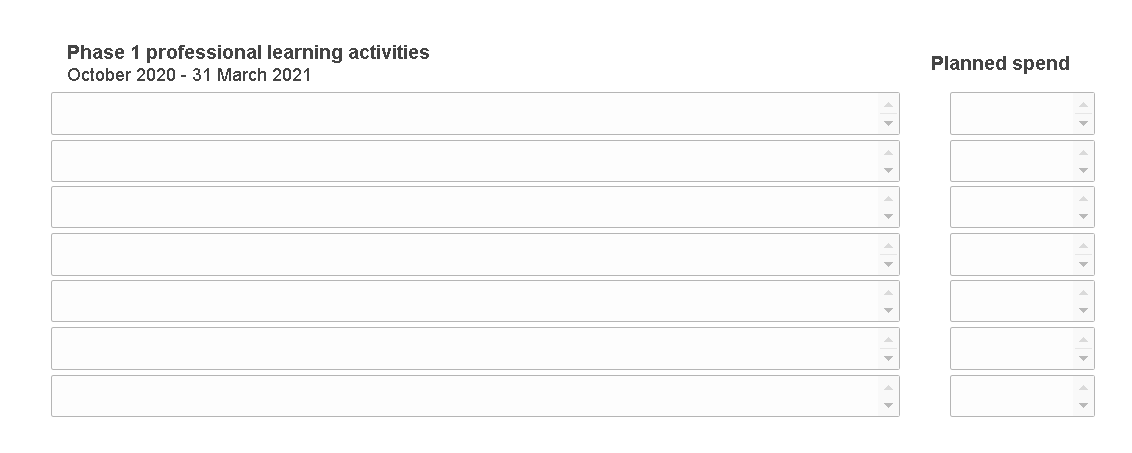 Phase 1 professional learning activities
October 2020 - 31 March 2021
Planned spend